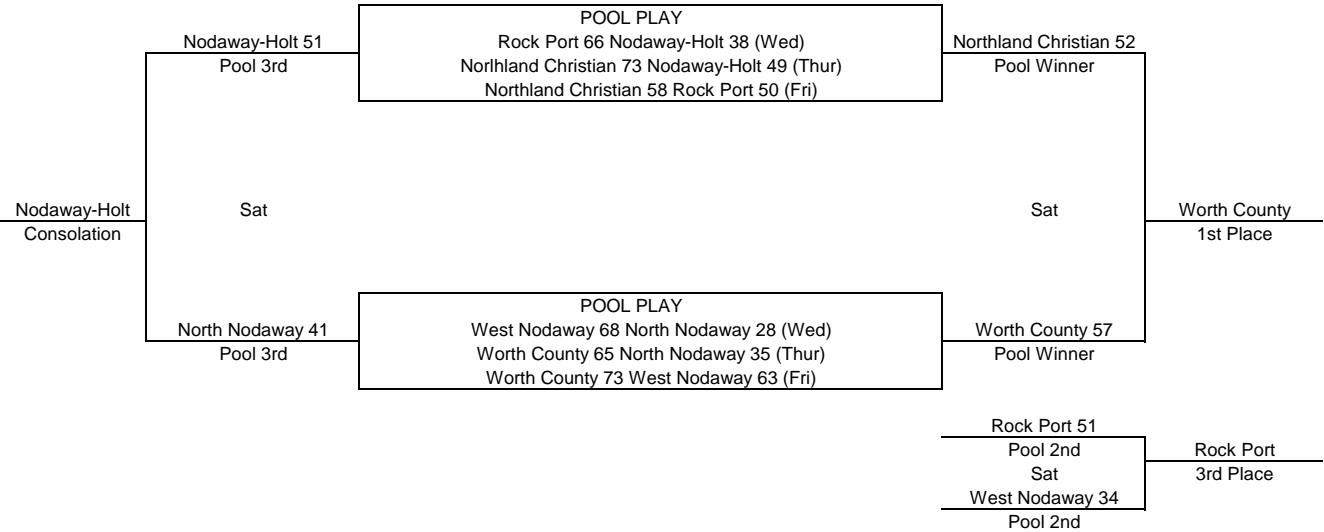 POOL PLAY
Nodaway-Holt 51
Rock Port 66 Nodaway-Holt 38 (Wed)
Northland Christian 52
Pool 3rd
Norlhland Christian 73 Nodaway-Holt 49 (Thur)
Pool Winner
Northland Christian 58 Rock Port 50 (Fri)
Nodaway-Holt
Sat
Sat
Worth County
Consolation
1st Place
POOL PLAY
North Nodaway 41
West Nodaway 68 North Nodaway 28 (Wed)
Worth County 57
Pool 3rd
Worth County 65 North Nodaway 35 (Thur)
Pool Winner
Worth County 73 West Nodaway 63 (Fri)
Rock Port 51
Pool 2nd
Rock Port
Sat
3rd Place
West Nodaway 34
Pool 2nd